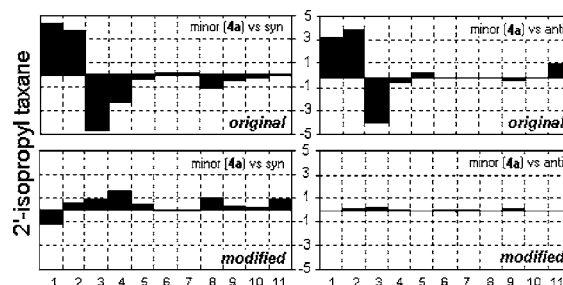 2'-isopropyl taxane
minor (4a) vs syn
original
5
3
1
-1
-3
-5
minor (4a) vs anti
original
minor (4a) vs syn
modified
5
3
1
-1
-3
-5
minor (4a) vs anti
modified
1 2 3 4 5 6 7 8 9 10 11
1 2 3 4 5 6 7 8 9 10 11